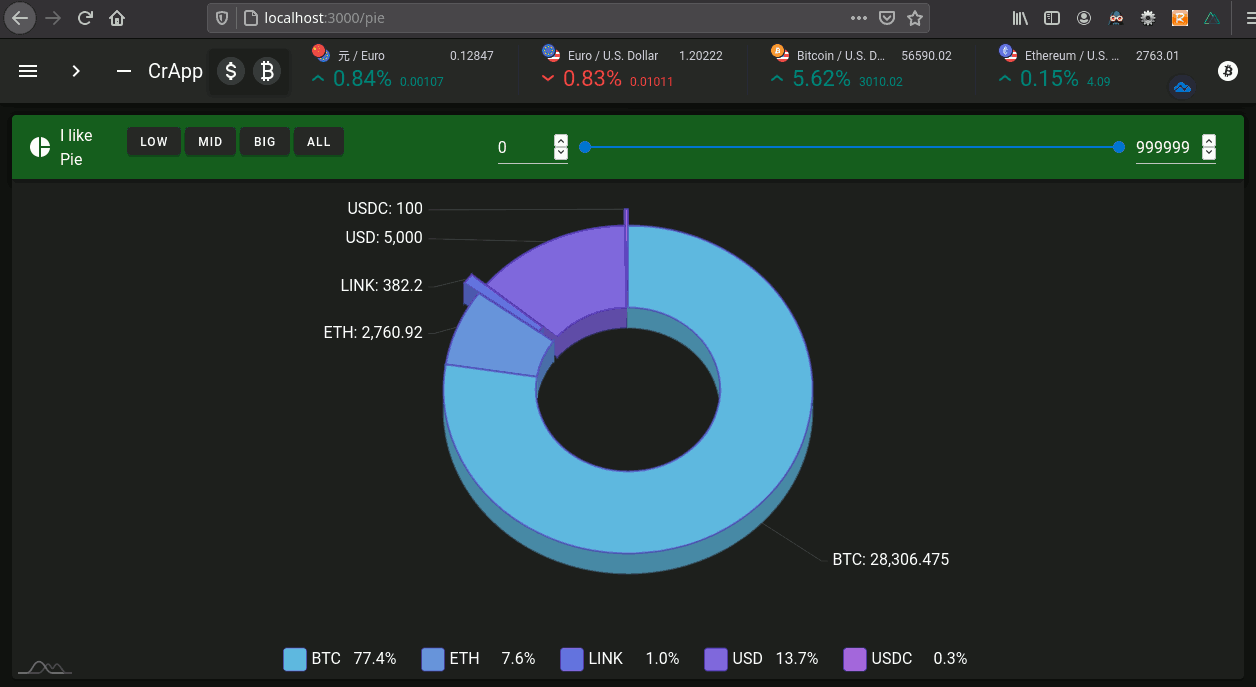 localhost:3000/pie
CrApp
元 / Euro 0.12847
0.84% 0.00107
Euro / U.S. Dollar 1.20222
0.83% 0.01011
Bitcoin / U.S. D... 56590.02
5.62% 3010.02
Ethereum / U.S. ... 2763.01
0.15% 4.09
I like
Pie
LOW MID BIG ALL
0
999999
USDC: 100
USD: 5,000
LINK: 382.2
ETH: 2,760.92
BTC: 28,306.475
BTC 77.4% ETH 7.6% LINK 1.0% USD 13.7% USDC 0.3%